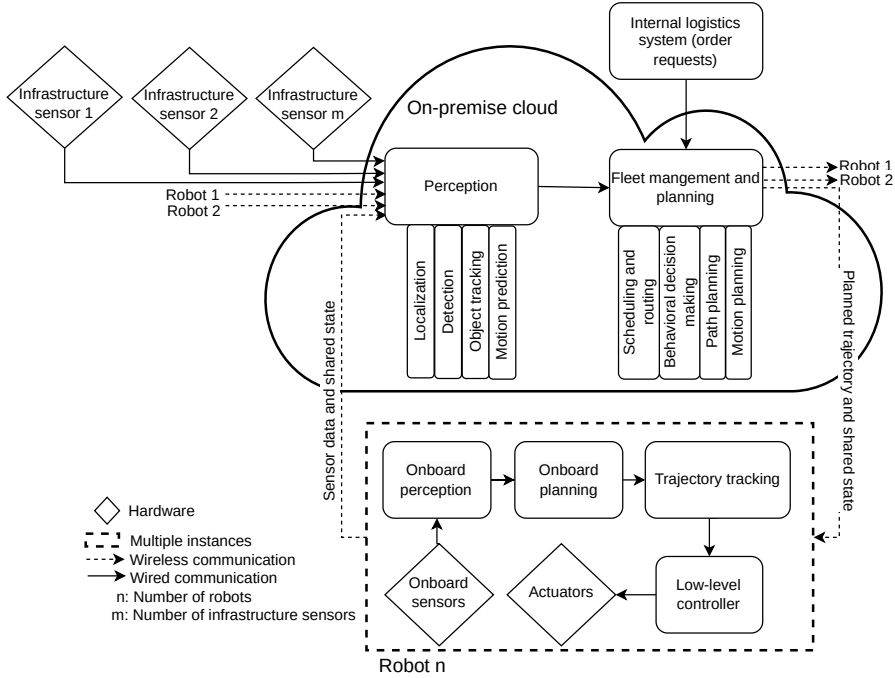 Internal logistics
system (order
requests)
Infrastructure
sensor 1
Infrastructure
sensor 2
Infrastructure
sensor m
On-premise cloud
Perception
Fleet mangement and
planning
Robot 1
Robot 2
Robot 1
Robot 2
Localization
Detection
Object tracking
Motion prediction
Scheduling and
routing
Behavioral decision
making
Path planning
Motion planning
Sensor data and shared state
Planned trajectory and shared state
Onboard
perception
Onboard
planning
Trajectory tracking
Onboard
sensors
Actuators
Low-level
controller
Robot n
Hardware
Multiple instances
Wireless communication
Wired communication
n: Number of robots
m: Number of infrastructure sensors